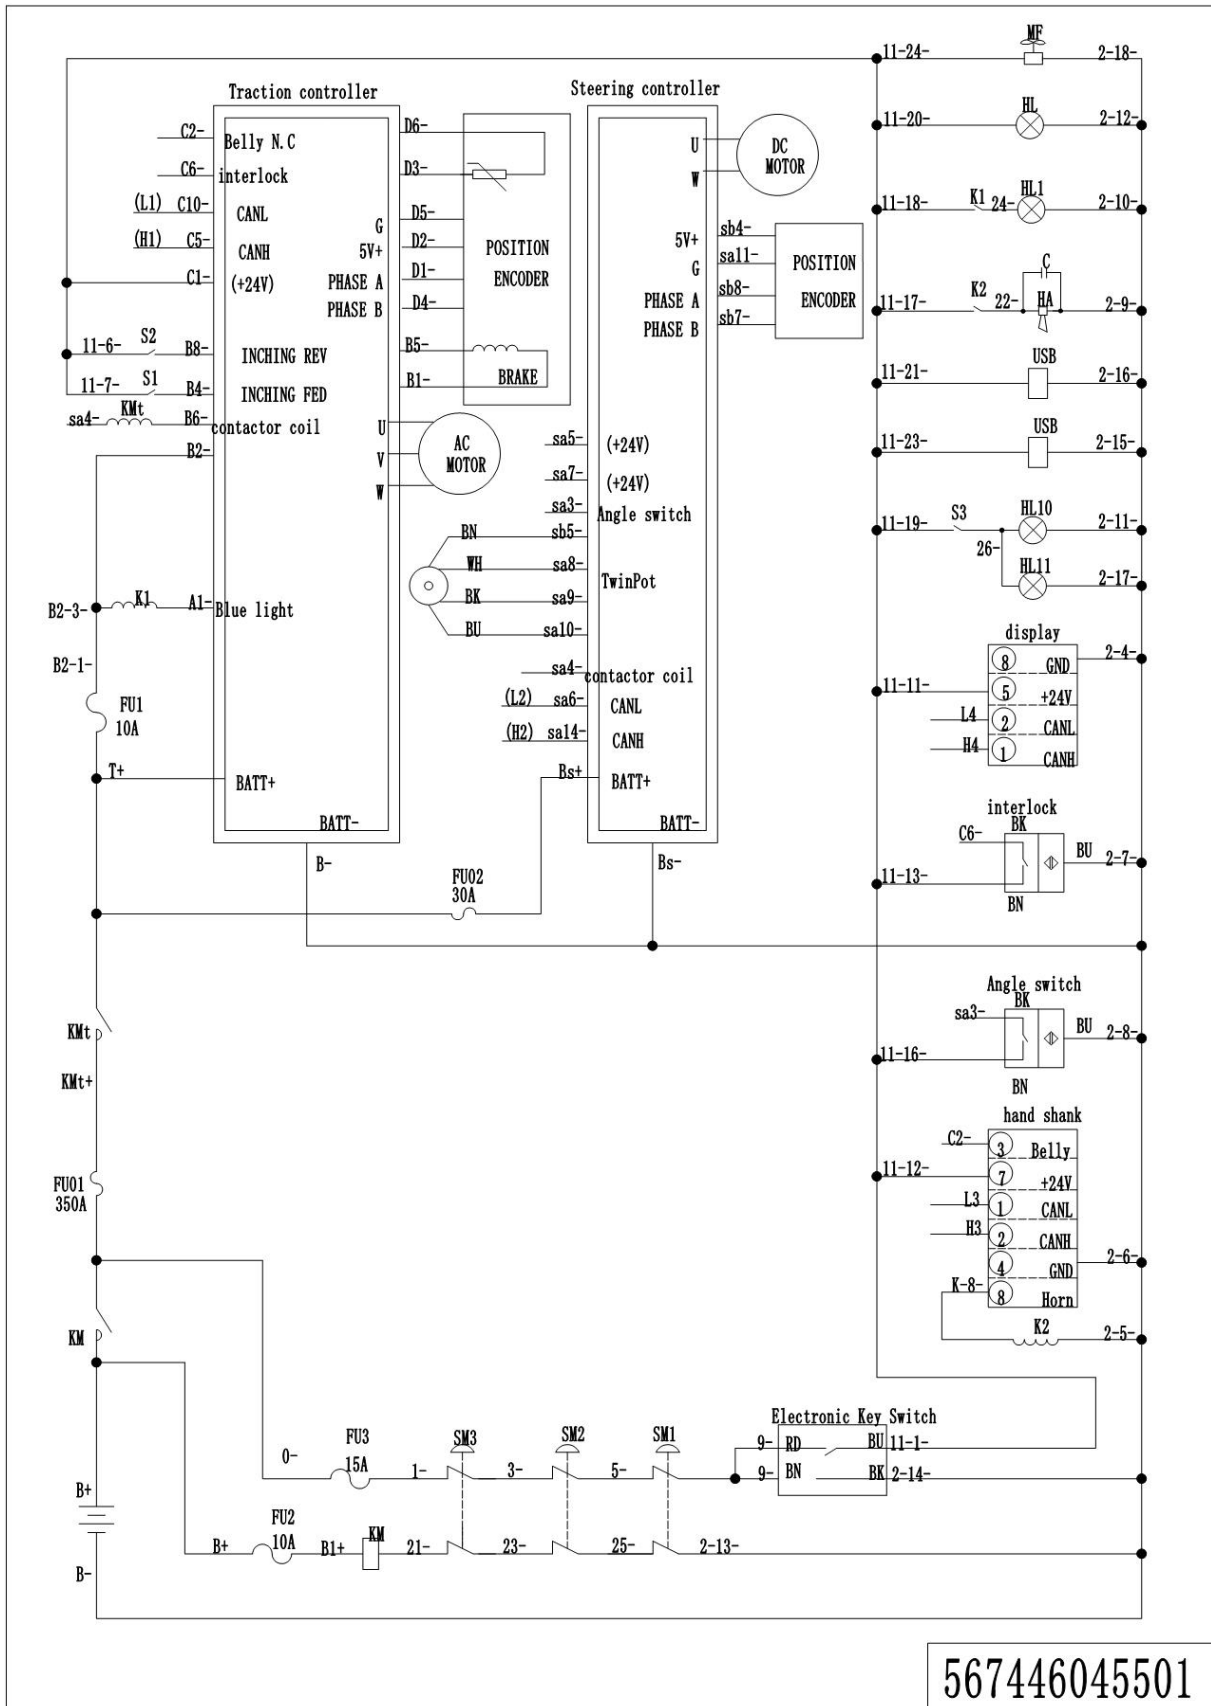 MF
11-24-
2-18-
Traction controller
Steering controller
C2-
Belly N.C
D6-
C6-
interlock
D3-
(L1) C10-
CANL
D5-
G
(H1) C5-
CANH
D2-
5V+
C1-
(+24V)
D1-
PHASE A
D4-
PHASE B
POSITION
ENCODER
11-6-
S2
B8-
INCHING REV
B5-
11-7-
S1
B4-
INCHING FED
B1-
BRAKE
sa4-
KMt
B6-
contactor coil
B2-
U
V
W
AC
MOTOR
U
W
DC
MOTOR
5V+
sb4-
G
sa11-
PHASE A
sb8-
PHASE B
sb7-
POSITION
ENCODER
sa5-
(+24V)
sa7-
(+24V)
sa3-
Angle switch
BN
sb5-
WH
sa8-
TwinPot
BK
sa9-
BU
sa10-
sa4-
contactor coil
(L2) sa6-
CANL
(H2) sa14-
CANH
Bs+
BATT+
BATT-
Bs-
B2-3-
K1
A1-
Blue light
B2-1-
FU1
10A
T+
BATT+
BATT-
B-
FU02
30A
KMt
KMt+
FU01
350A
KM
B+
B-
HL
11-20-
2-12-
11-18-
K1
24-
HL1
2-10-
C
11-17-
K2
22-
HA
2-9-
USB
11-21-
2-16-
USB
11-23-
2-15-
11-19-
S3
HL10
2-11-
26-
HL11
2-17-
display
8
GND
2-4-
11-11-
5
+24V
L4
2
CANL
H4
1
CANH
interlock
BK
C6-
BU
2-7-
11-13-
BN
Angle switch
BK
sa3-
BU
2-8-
11-16-
BN
hand shank
C2-
3
Belly
11-12-
7
+24V
L3
1
CANL
H3
2
CANH
4
GND
2-6-
K-8-
8
Horn
K2
2-5-
Electronic Key Switch
0-
FU3
15A
1-
SM3
3-
SM2
5-
SM1
9-
RD
BU
11-1-
9-
BN
BK
2-14-
B+
FU2
10A
B1+
KM
21-
23-
25-
2-13-
567446045501